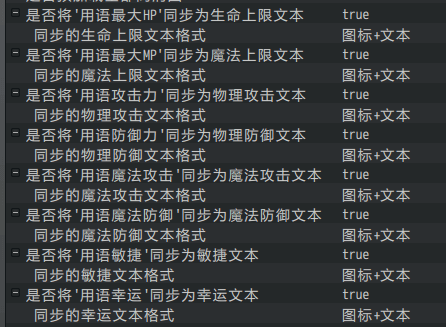 是否将'用语最大HP'同步为生命上限文本 true
同步的生命上限文本格式 图标+文本
是否将'用语最大MP'同步为魔法上限文本 true
同步的魔法上限文本格式 图标+文本
是否将'用语攻击力'同步为物理攻击文本 true
同步的物理攻击文本格式 图标+文本
是否将'用语防御力'同步为物理防御文本 true
同步的物理防御文本格式 图标+文本
是否将'用语魔法攻击'同步为魔法攻击文本 true
同步的魔法攻击文本格式 图标+文本
是否将'用语魔法防御'同步为魔法防御文本 true
同步的魔法防御文本格式 图标+文本
是否将'用语敏捷'同步为敏捷文本 true
同步的敏捷文本格式 图标+文本
是否将'用语幸运'同步为幸运文本 true
同步的幸运文本格式 图标+文本